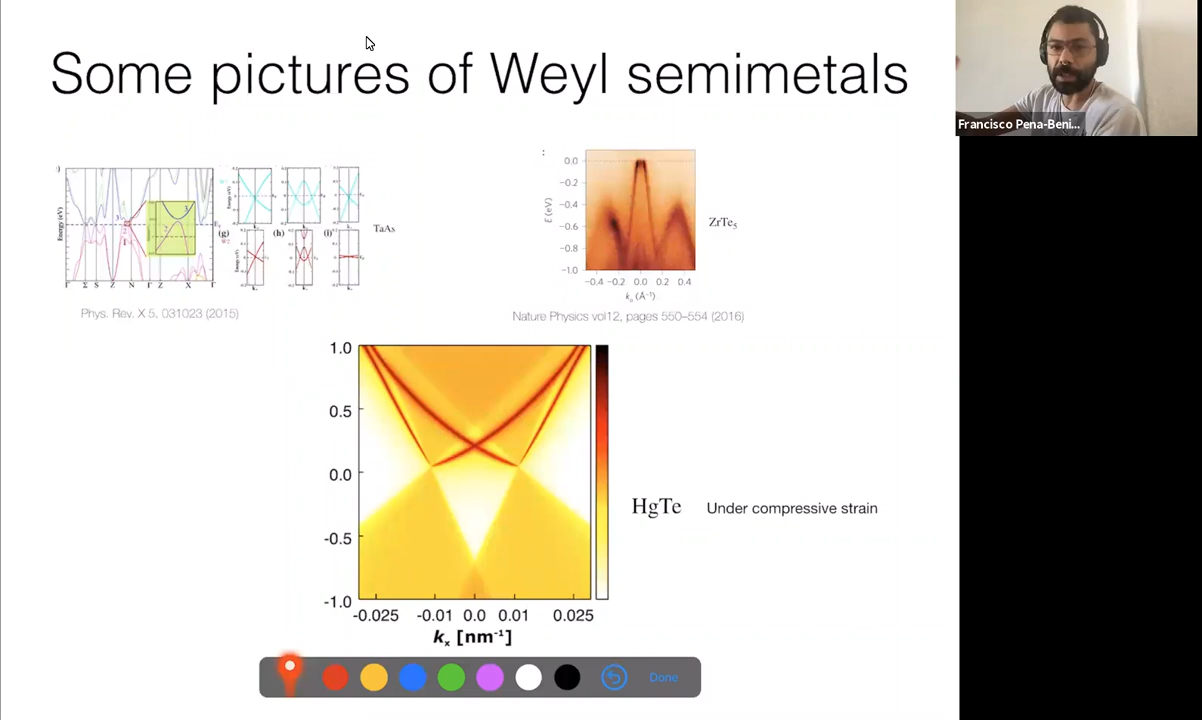 Some pictures of Weyl semimetals
Francisco Pena-Beni...
Energy (eV)
Γ Σ S Z N Γ Z X Γ
(g) (h) (i)
TaAs
Phys. Rev. X 5, 031023 (2015)
:
E (eV)
0.0
−0.2
−0.4
−0.6
−0.8
−1.0
−0.4 −0.2 0.0 0.2 0.4
ZrTe5
Nature Physics vol12, pages 550–554 (2016)
1.0
0.5
0.0
-0.5
-1.0
-0.025 -0.01 0.0 0.01 0.025
kx [nm-1]
HgTe Under compressive strain
Done